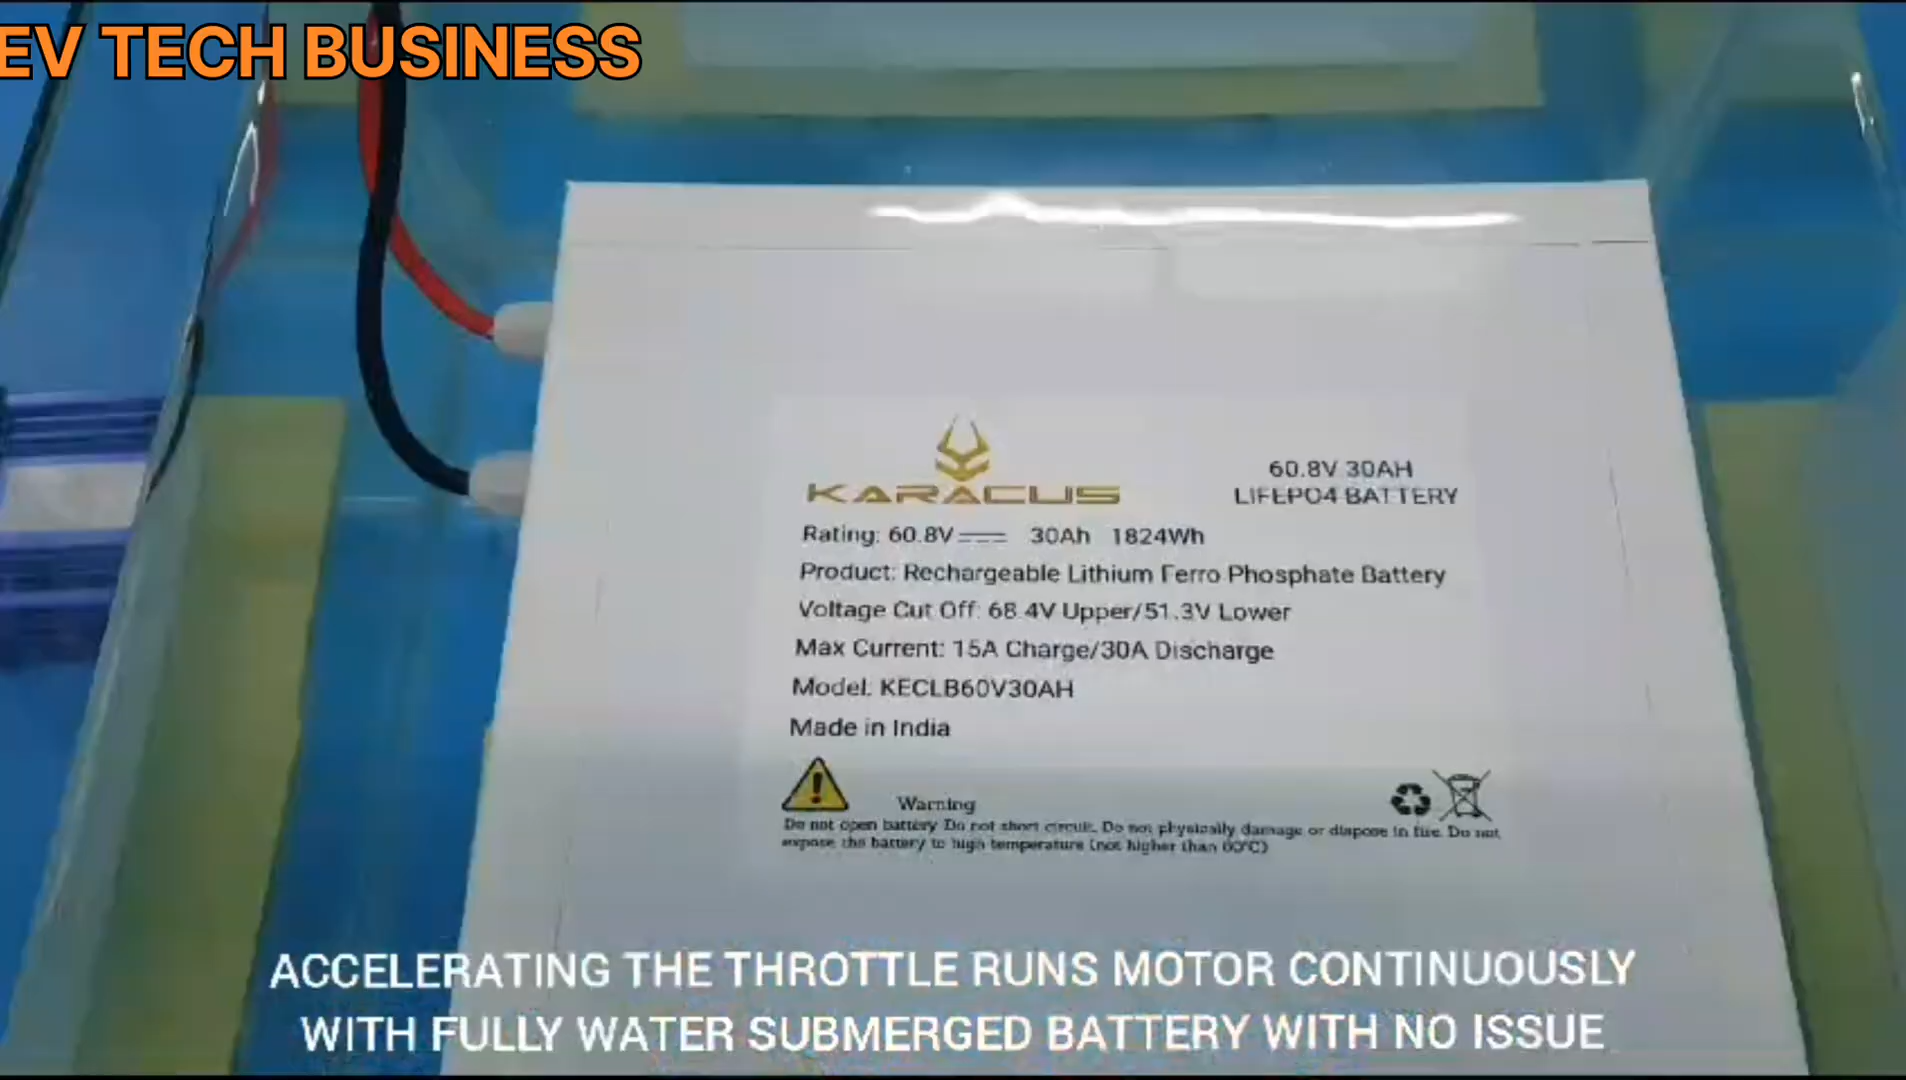 EV TECH BUSINESS
KARACUS
60.8V 30AH
LIFEPO4 BATTERY
Rating: 60.8V 30Ah 1824Wh
Product: Rechargeable Lithium Ferro Phosphate Battery
Voltage Cut Off: 68.4V Upper/51.3V Lower
Max Current: 15A Charge/30A Discharge
Model: KECLB60V30AH
Made in India
Warning
Do not open battery. Do not short circuit. Do not physically damage or dispose in fire. Do not
expose the battery to high temperature (not higher than 60°C)
ACCELERATING THE THROTTLE RUNS MOTOR CONTINUOUSLY
WITH FULLY WATER SUBMERGED BATTERY WITH NO ISSUE